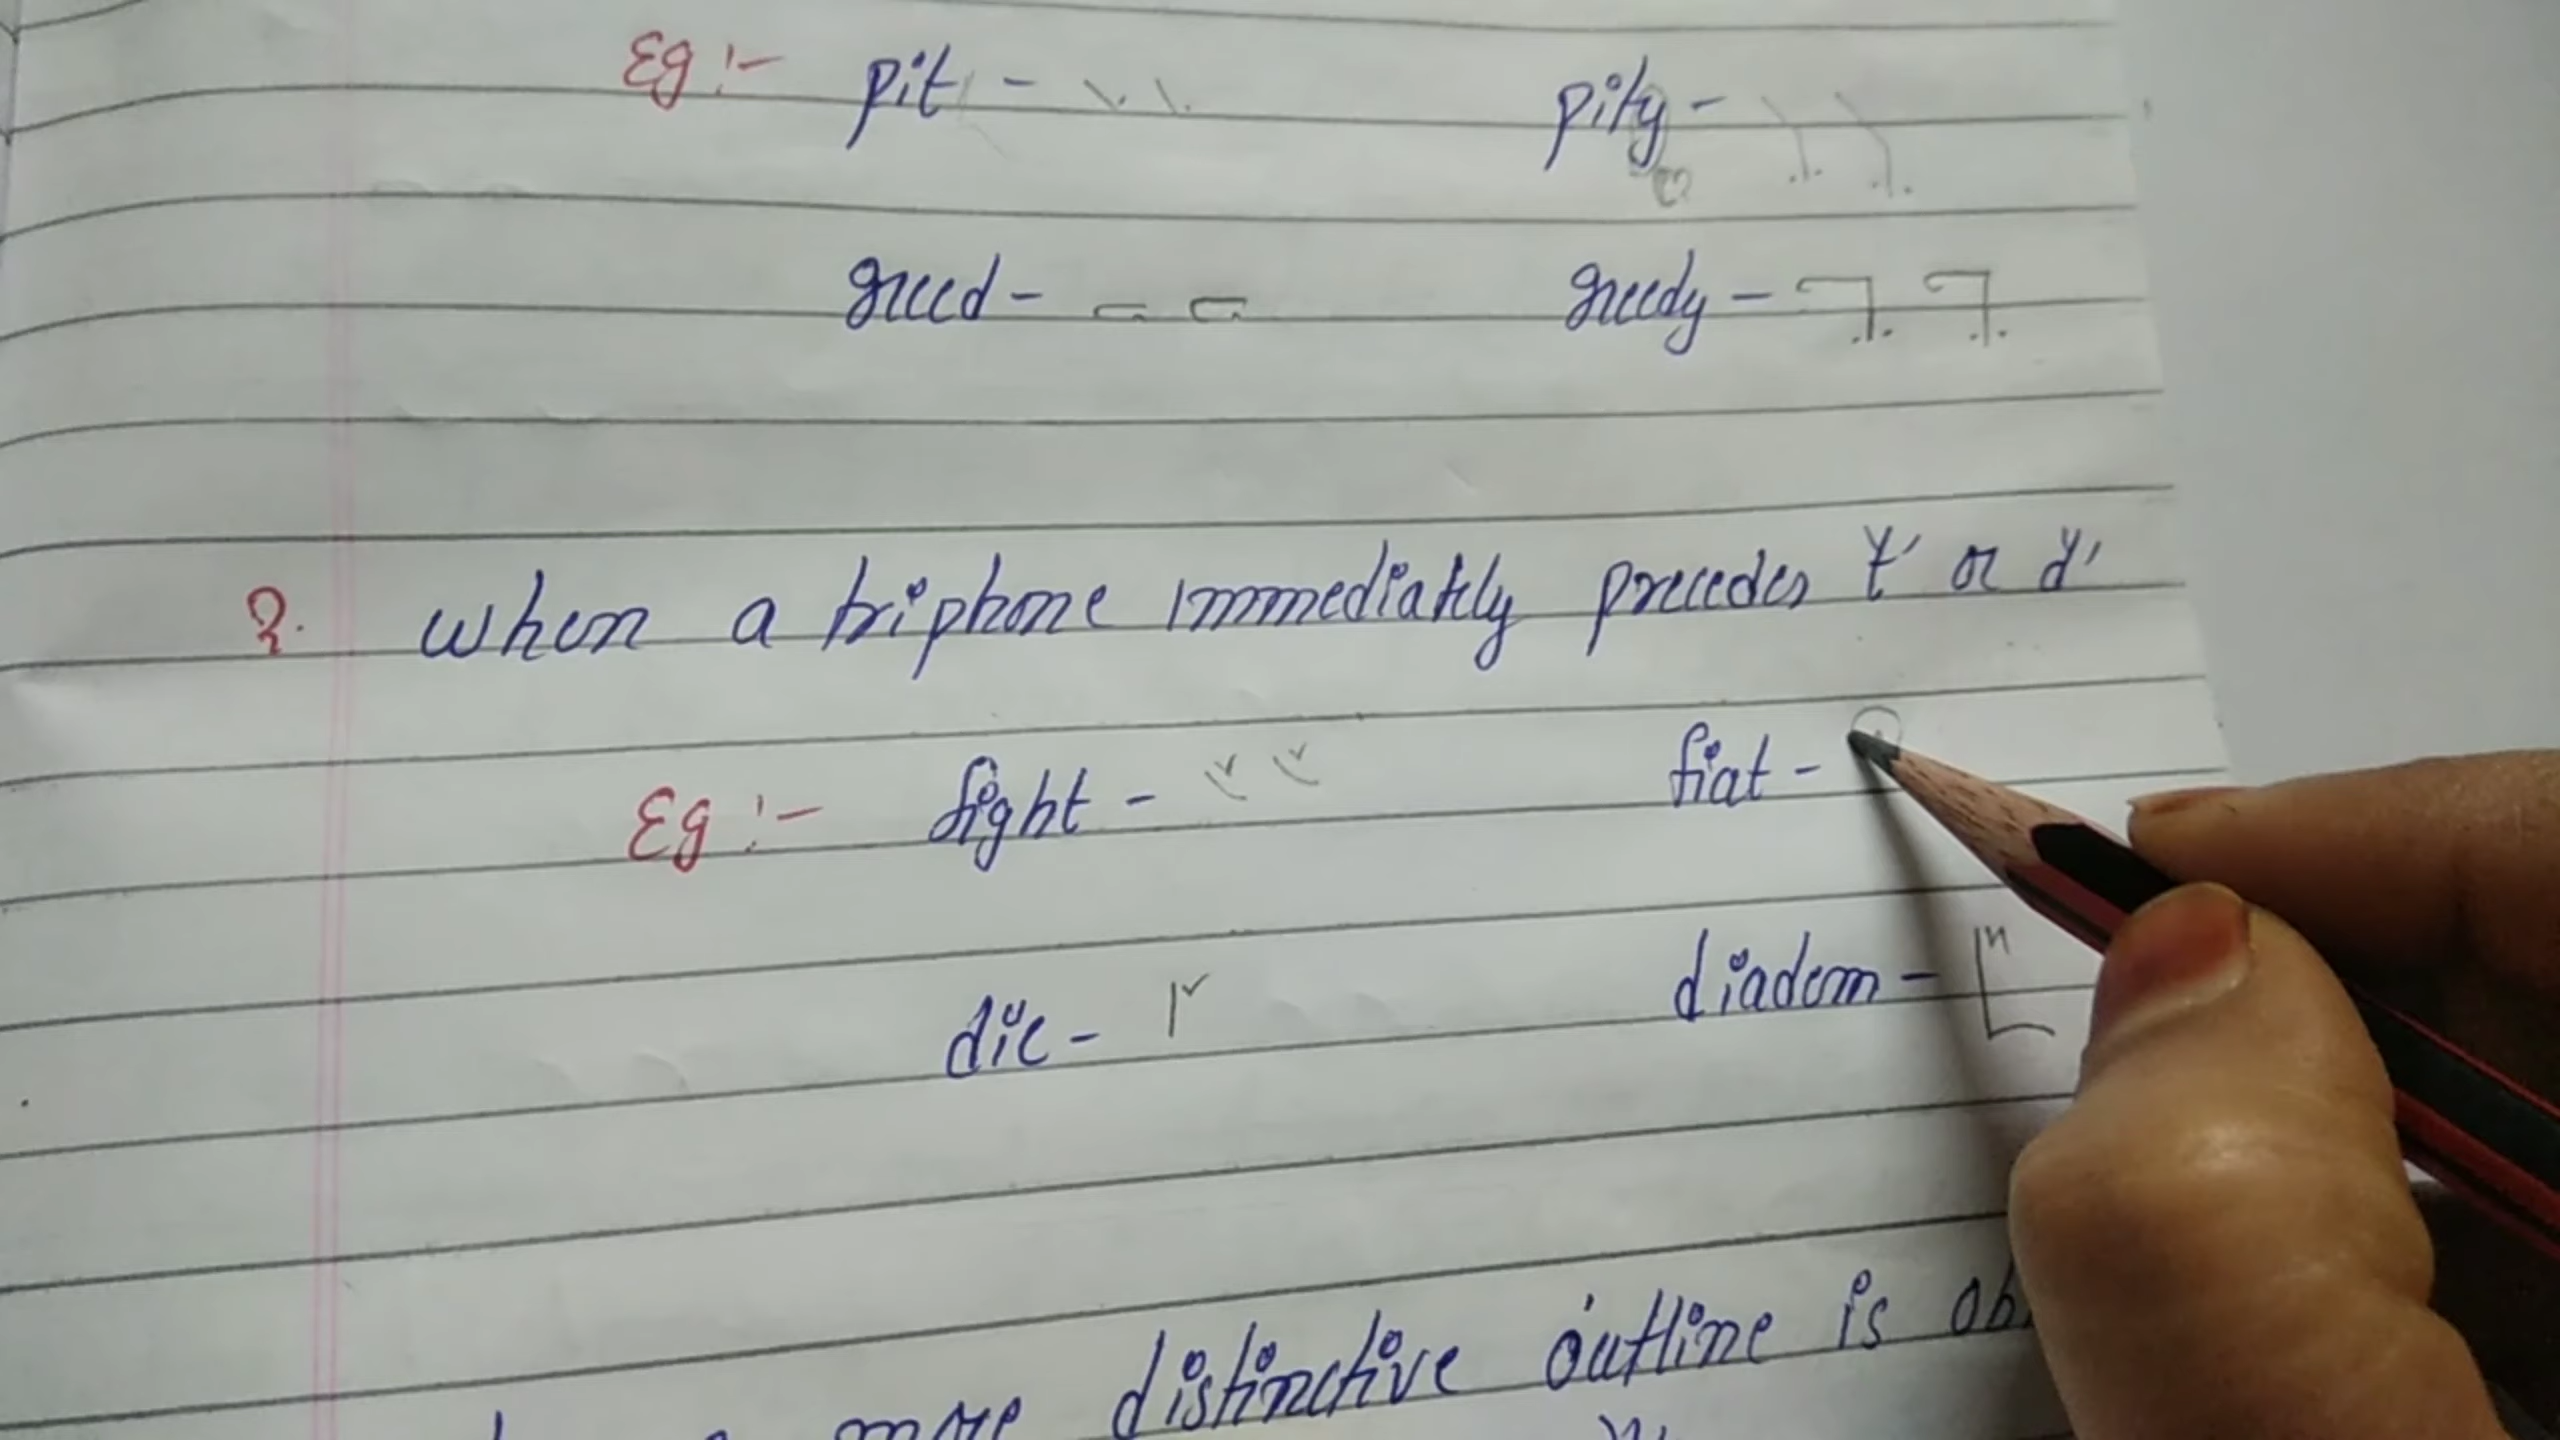 Eg :- pit - pity -
greed - greedy -
2. When a triphone immediately precedes 't' or 'd'
Eg :- fight - fiat -
die - diadem -
more distinctive outline is